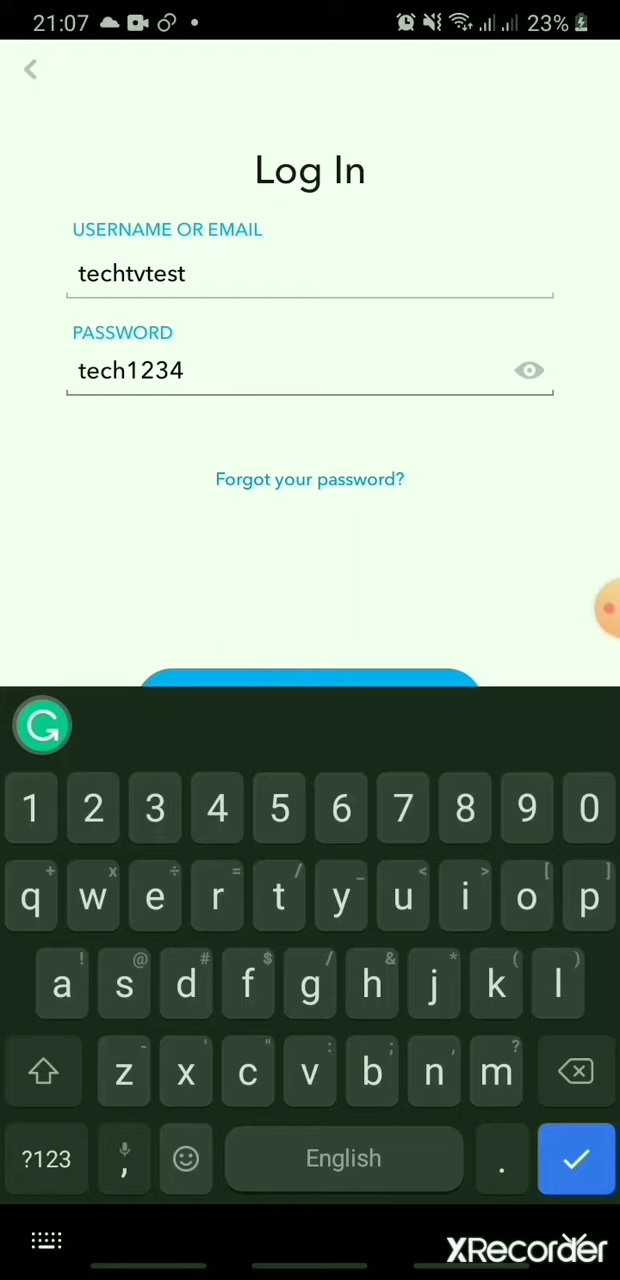 21:07 23%
Log In
USERNAME OR EMAIL
techtvtest
PASSWORD
tech1234
Forgot your password?
G
1 2 3 4 5 6 7 8 9 0
+ x ÷ = / _ < > [ ]
q w e r t y u i o p
! @ # $ / & * ( )
a s d f g h j k l
- ' " : ; , ?
z x c v b n m
?123 , English .
XRecorder